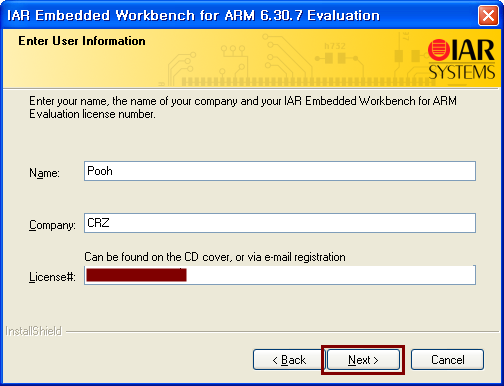 IAR Embedded Workbench for ARM 6.30.7 Evaluation
Enter User Information
IAR
SYSTEMS
Enter your name, the name of your company and your IAR Embedded Workbench for ARM
Evaluation license number.
Name: Pooh
Company: CRZ
Can be found on the CD cover, or via e-mail registration
License#:
InstallShield
< Back Next > Cancel